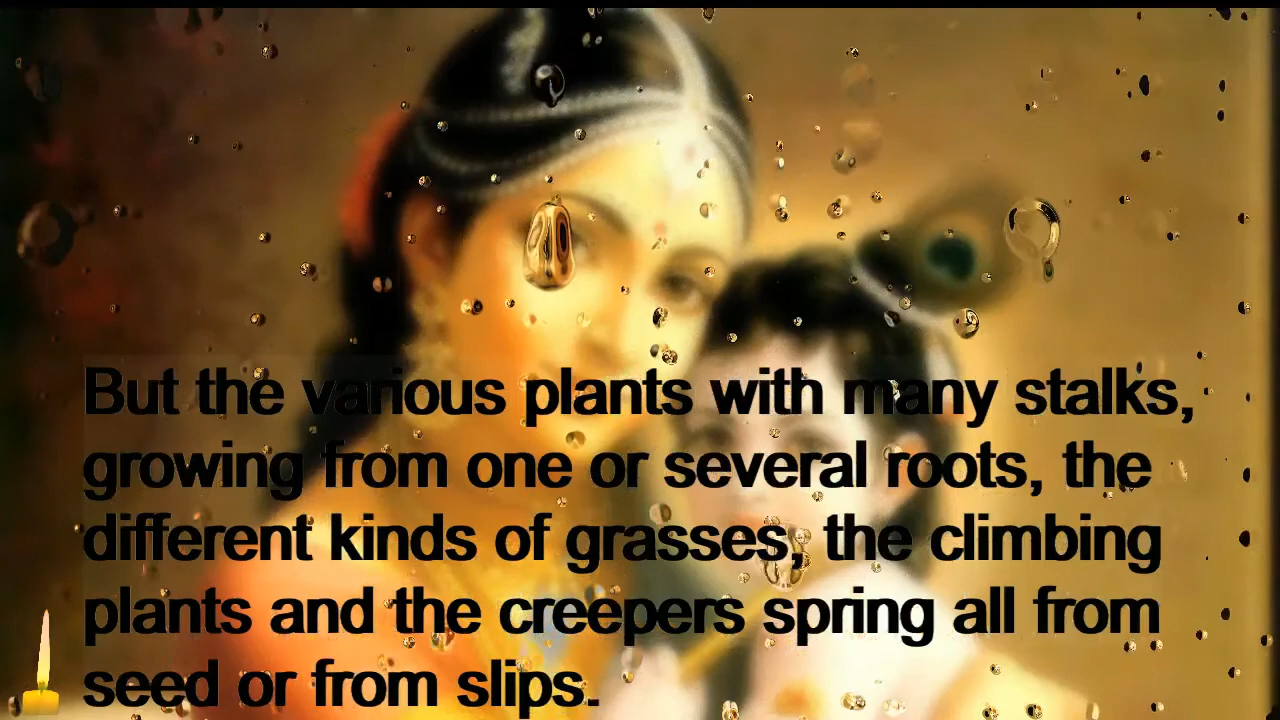 But the various plants with many stalks,
growing from one or several roots, the
different kinds of grasses, the climbing
plants and the creepers spring all from
seed or from slips.